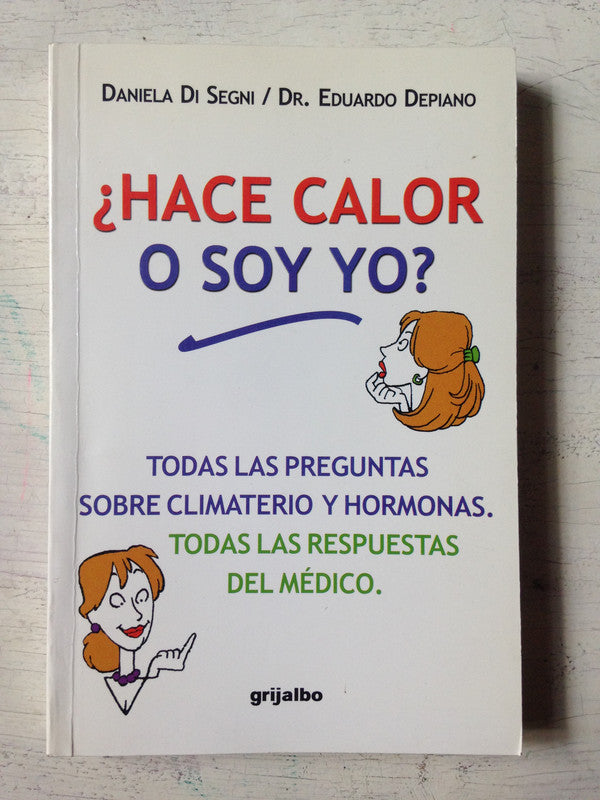 DANIELA DI SEGNI / DR. EDUARDO DEPIANO
¿HACE CALOR
O SOY YO?
TODAS LAS PREGUNTAS
SOBRE CLIMATERIO Y HORMONAS.
TODAS LAS RESPUESTAS
DEL MÉDICO.
grijalbo